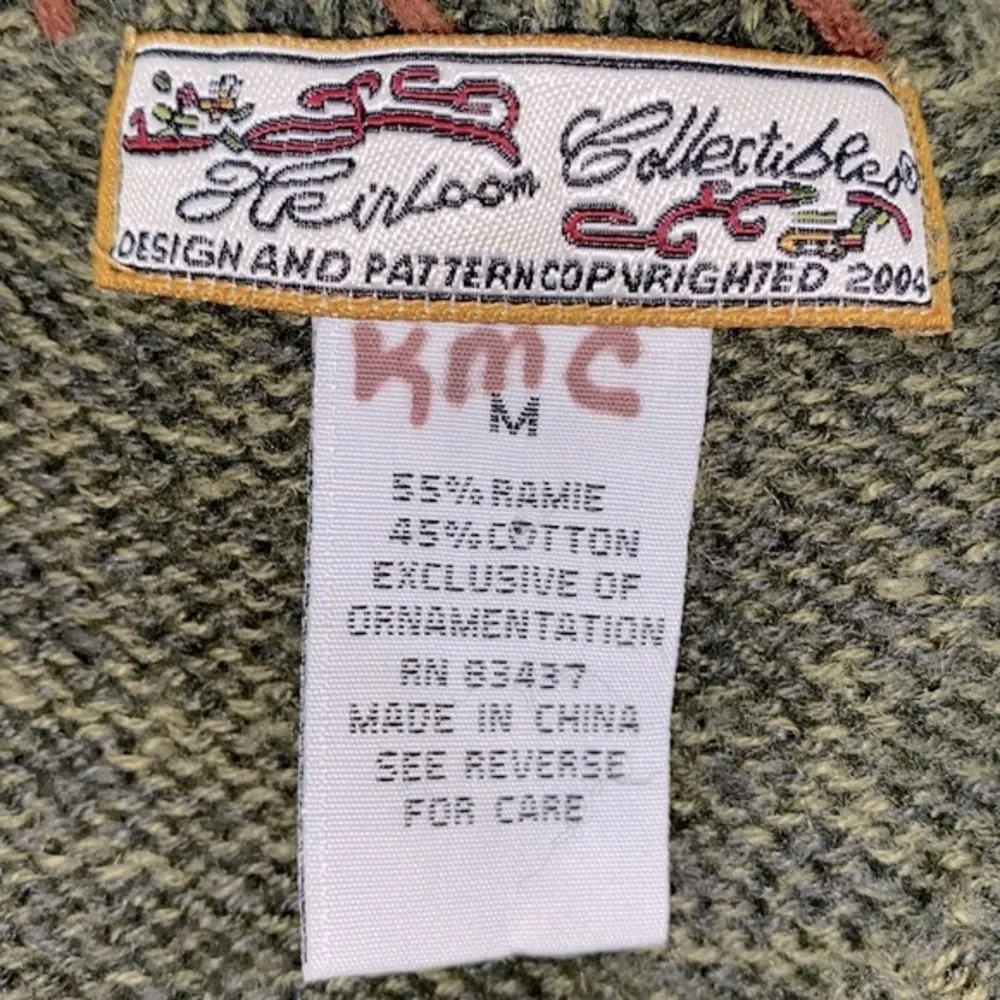 Heirloom Collectibles®
DESIGN AND PATTERN COPYRIGHTED 2004
KMC
M
55% RAMIE
45% COTTON
EXCLUSIVE OF
ORNAMENTATION
RN 83437
MADE IN CHINA
SEE REVERSE
FOR CARE